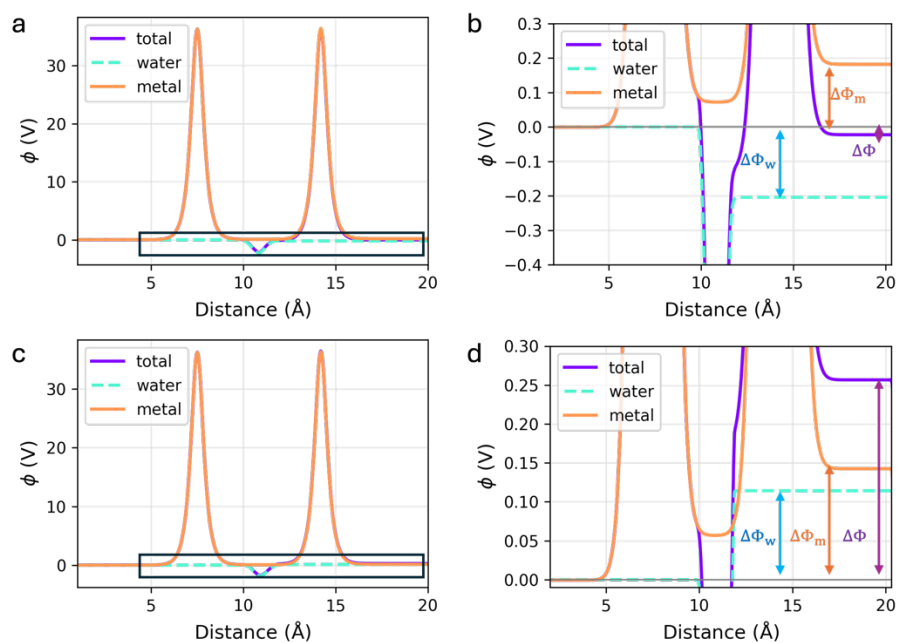 a
total
water
metal
30
20
10
0
ϕ (V)
5
10
15
20
Distance (Å)
b
total
water
metal
0.3
0.2
0.1
0.0
−0.1
−0.2
−0.3
−0.4
ϕ (V)
ΔΦm
ΔΦw
ΔΦ
5
10
15
20
Distance (Å)
c
total
water
metal
30
20
10
0
ϕ (V)
5
10
15
20
Distance (Å)
d
total
water
metal
0.30
0.25
0.20
0.15
0.10
0.05
0.00
ϕ (V)
ΔΦw
ΔΦm
ΔΦ
5
10
15
20
Distance (Å)